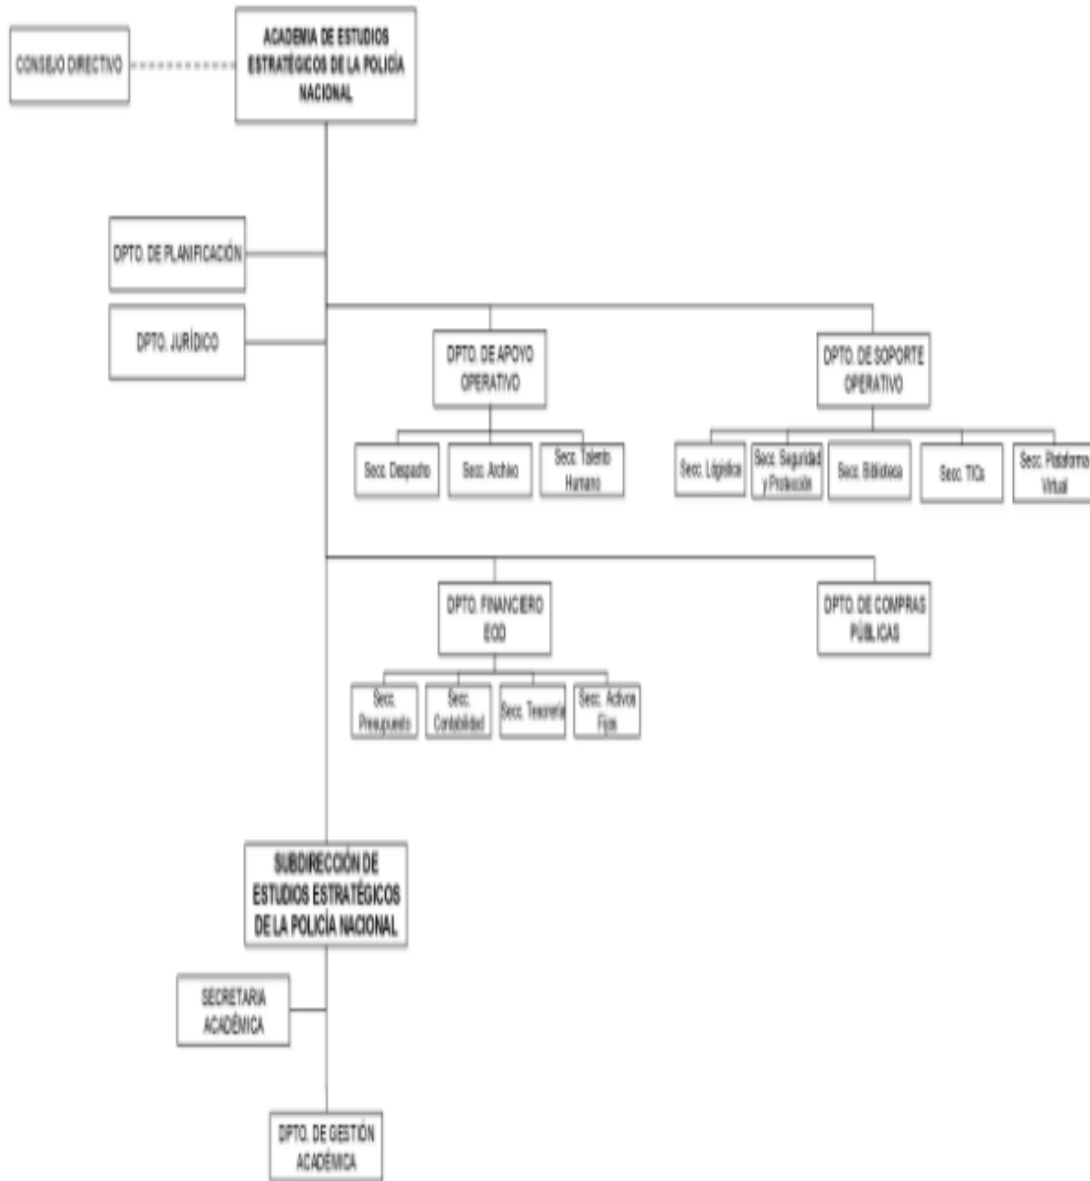 ACADEMIA DE ESTUDIOS
ESTRATÉGICOS DE LA POLICÍA
NACIONAL
CONSEJO DIRECTIVO
DPTO. DE PLANIFICACIÓN
DPTO. JURÍDICO
DPTO. DE APOYO
OPERATIVO
DPTO. DE SOPORTE
OPERATIVO
Secc. Despacho
Secc. Archivo
Secc. Talento
Humano
Secc. Lógistica
Secc. Seguridad
y Protección
Secc. Biblioteca
Secc. TICs
Secc. Plataforma
Virtual
DPTO. FINANCIERO
EOD
DPTO. DE COMPRAS
PÚBLICAS
Secc.
Presupuesto
Secc.
Contabilidad
Secc. Tesorería
Secc. Activos
Fijos
SUBDIRECCIÓN DE
ESTUDIOS ESTRATÉGICOS
DE LA POLICÍA NACIONAL
SECRETARIA
ACADÉMICA
DPTO. DE GESTIÓN
ACADÉMICA